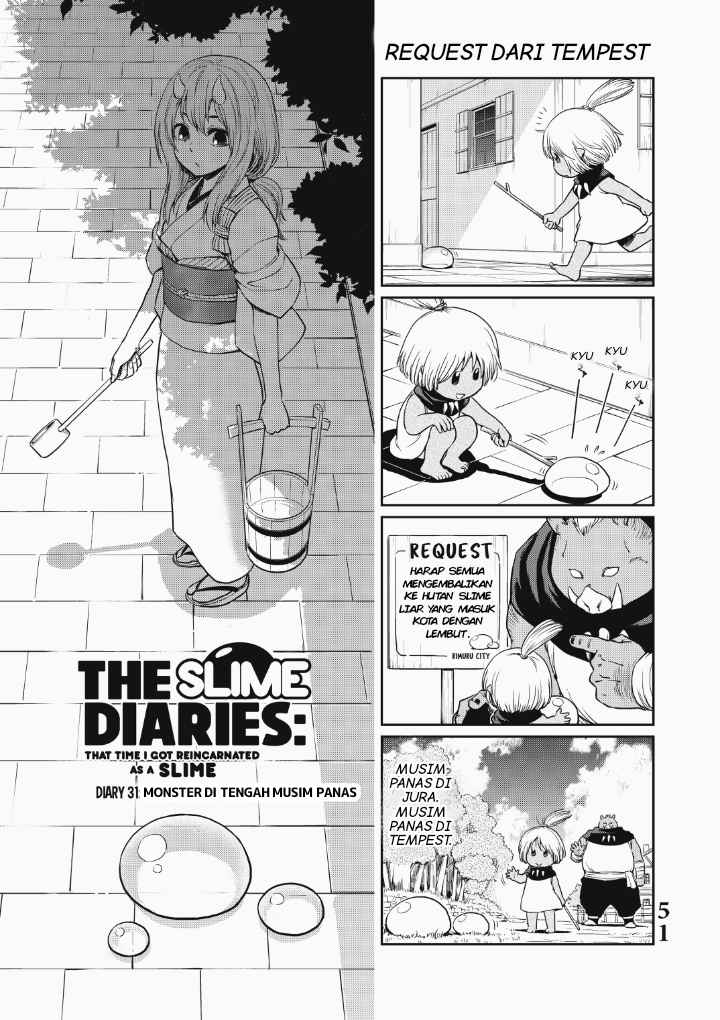 THE SLIME
DIARIES:
THAT TIME I GOT REINCARNATED
AS A SLIME
DIARY 31: MONSTER DI TENGAH MUSIM PANAS
REQUEST DARI TEMPEST
KYU
KYU
KYU
REQUEST
HARAP SEMUA
MENGEMBALIKAN
KE HUTAN SLIME
LIAR YANG MASUK
KOTA DENGAN
LEMBUT.
RIMURU CITY
MUSIM
PANAS DI
JURA.
MUSIM
PANAS DI
TEMPEST.
51